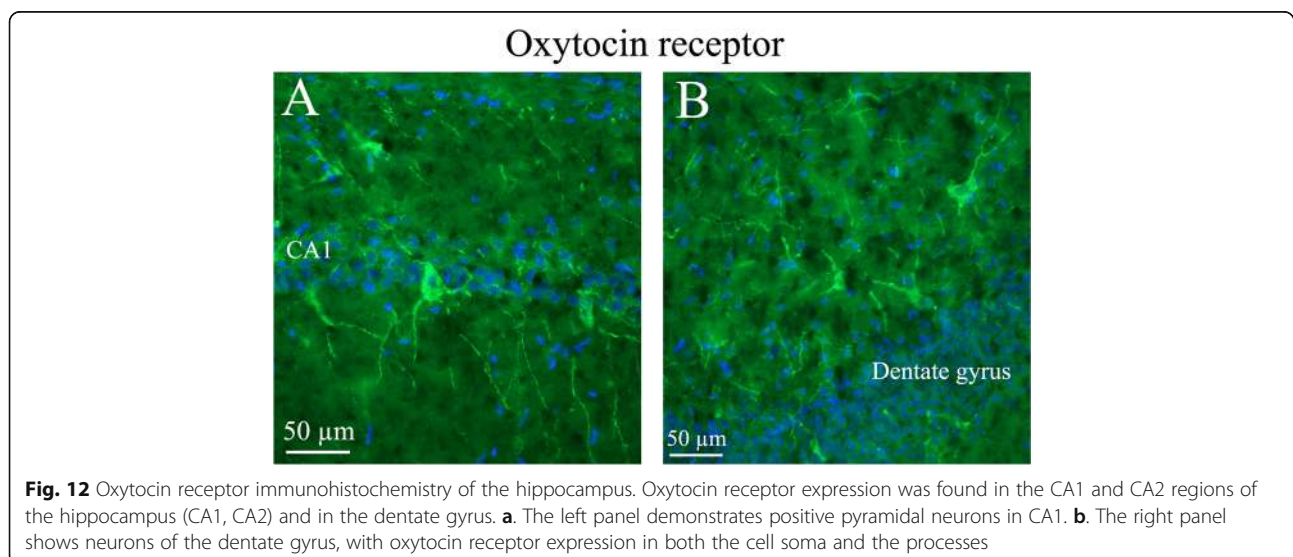 Oxytocin receptor
A
B
CA1
Dentate gyrus
50 µm
50 µm
Fig. 12 Oxytocin receptor immunohistochemistry of the hippocampus. Oxytocin receptor expression was found in the CA1 and CA2 regions of
the hippocampus (CA1, CA2) and in the dentate gyrus. a. The left panel demonstrates positive pyramidal neurons in CA1. b. The right panel
shows neurons of the dentate gyrus, with oxytocin receptor expression in both the cell soma and the processes